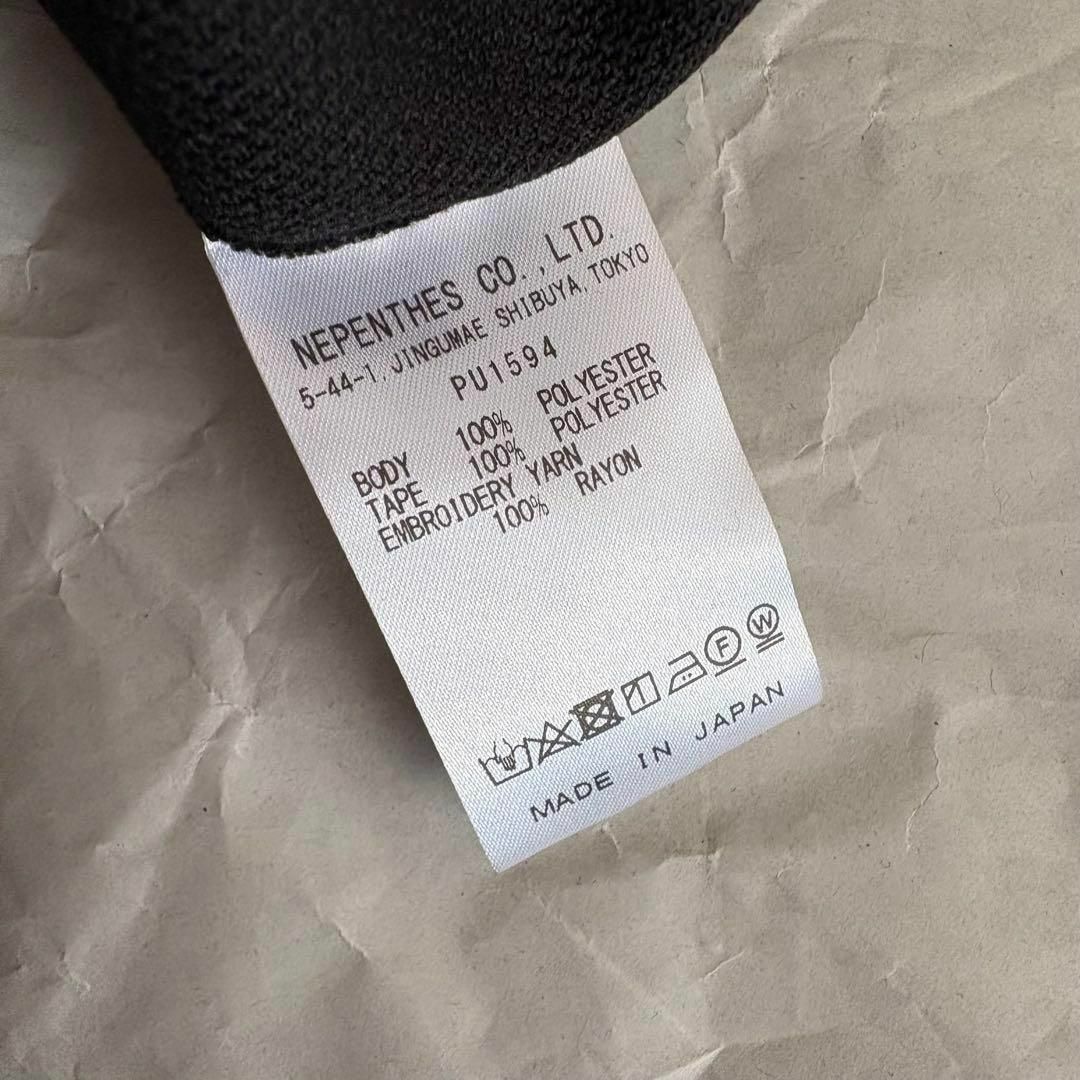 NEPENTHES CO.,LTD.
5-44-1,JINGUMAE SHIBUYA,TOKYO
PU1594
BODY 100% POLYESTER
TAPE 100% POLYESTER
EMBROIDERY YARN
100% RAYON
F W
MADE IN JAPAN